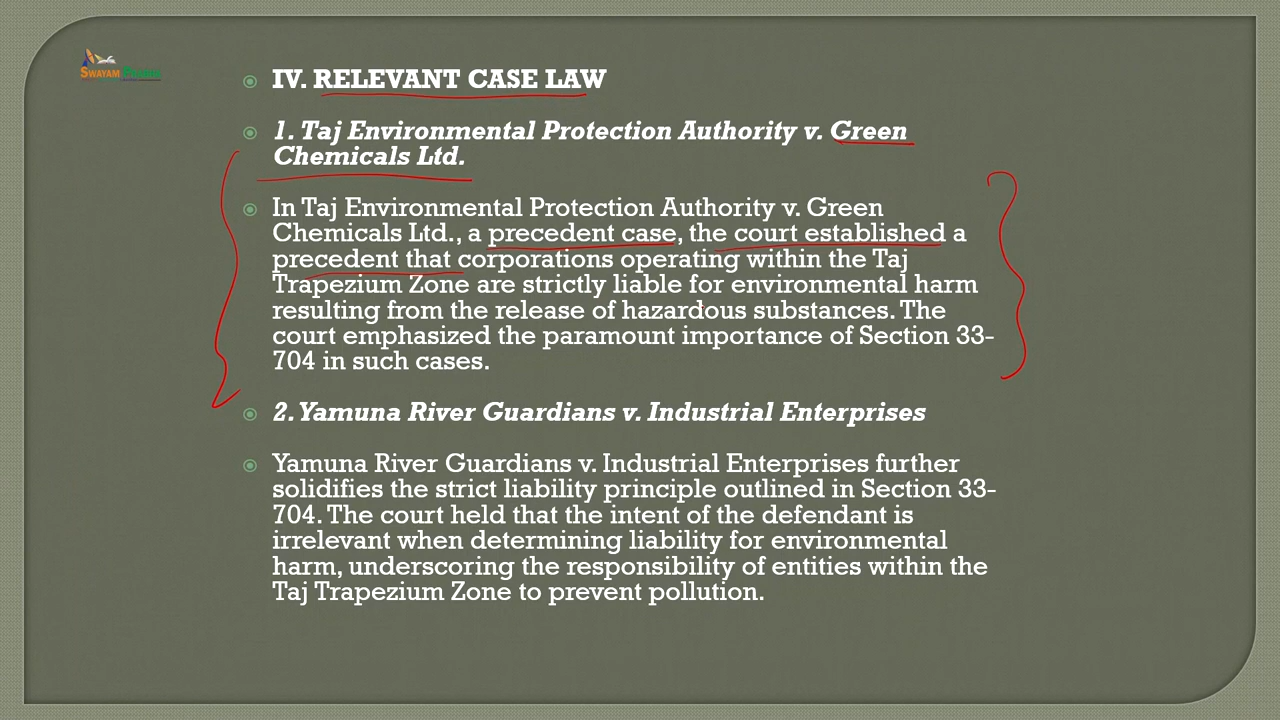 SWAYAM PRABHA
IV. RELEVANT CASE LAW
1. Taj Environmental Protection Authority v. Green
Chemicals Ltd.
In Taj Environmental Protection Authority v. Green
Chemicals Ltd., a precedent case, the court established a
precedent that corporations operating within the Taj
Trapezium Zone are strictly liable for environmental harm
resulting from the release of hazardous substances. The
court emphasized the paramount importance of Section 33-
704 in such cases.
2. Yamuna River Guardians v. Industrial Enterprises
Yamuna River Guardians v. Industrial Enterprises further
solidifies the strict liability principle outlined in Section 33-
704. The court held that the intent of the defendant is
irrelevant when determining liability for environmental
harm, underscoring the responsibility of entities within the
Taj Trapezium Zone to prevent pollution.